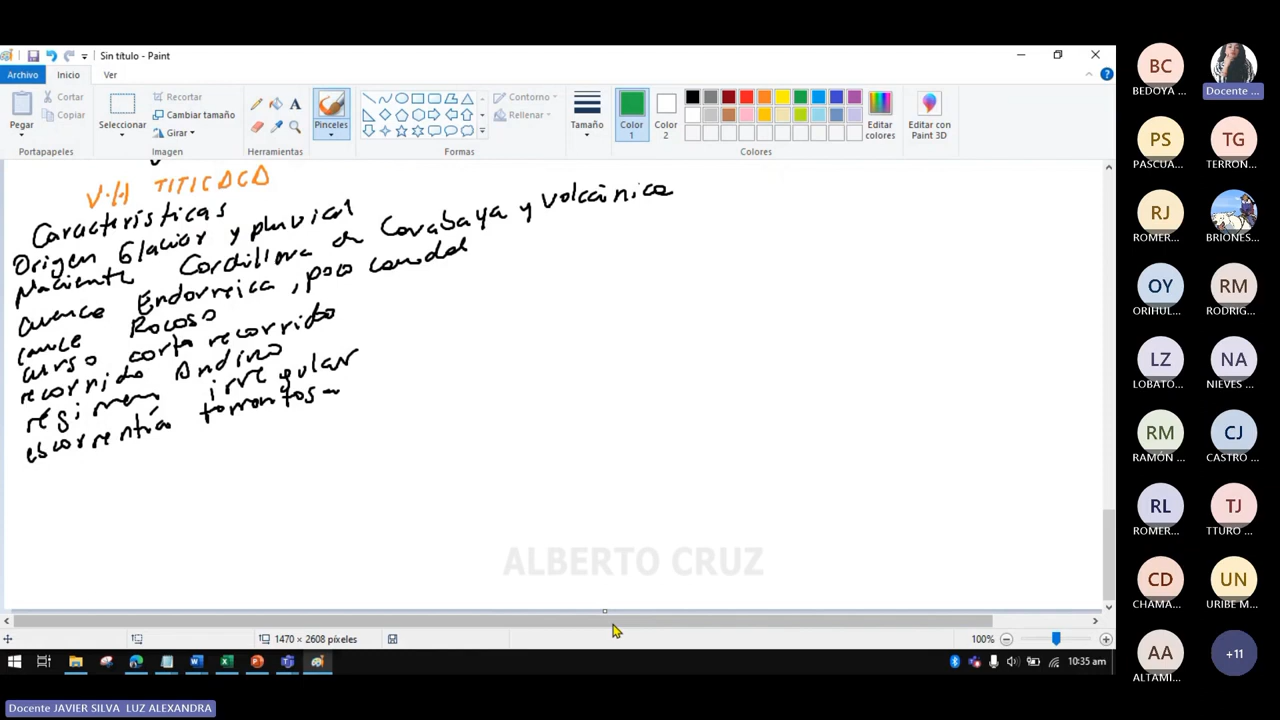 Sin título - Paint
Archivo Inicio Ver
Pegar
Cortar
Copiar
Portapapeles
Seleccionar
Recortar
Cambiar tamaño
Girar
Imagen
Herramientas
Pinceles
Contorno
Rellenar
Formas
Tamaño
Color 1
Color 2
Editar colores
Editar con Paint 3D
Colores
V.H TITICACA
Características
Origen Glaciar y pluvial
Naciente Cordillera de Carabaya y volcánica
cuenca Endorreica, poco caudal
cauce Rocoso
curso corto recorrido
recorrido Andino
régimen irregular
escorrentía
ALBERTO CRUZ
1470 × 2608 píxeles
100%
10:35 am
BC
BEDOYA ...
Docente ...
PS
PASCUA...
TG
TERRON...
RJ
ROMER...
BRIONES...
OY
ORIHUL...
RM
RODRIG...
LZ
LOBATO...
NA
NIEVES ...
RM
RAMÓN ...
CJ
CASTRO ...
RL
ROMER...
TJ
TTURO ...
CD
CHAMA...
UN
URIBE M...
AA
ALTAMI...
+11
Docente JAVIER SILVA LUZ ALEXANDRA